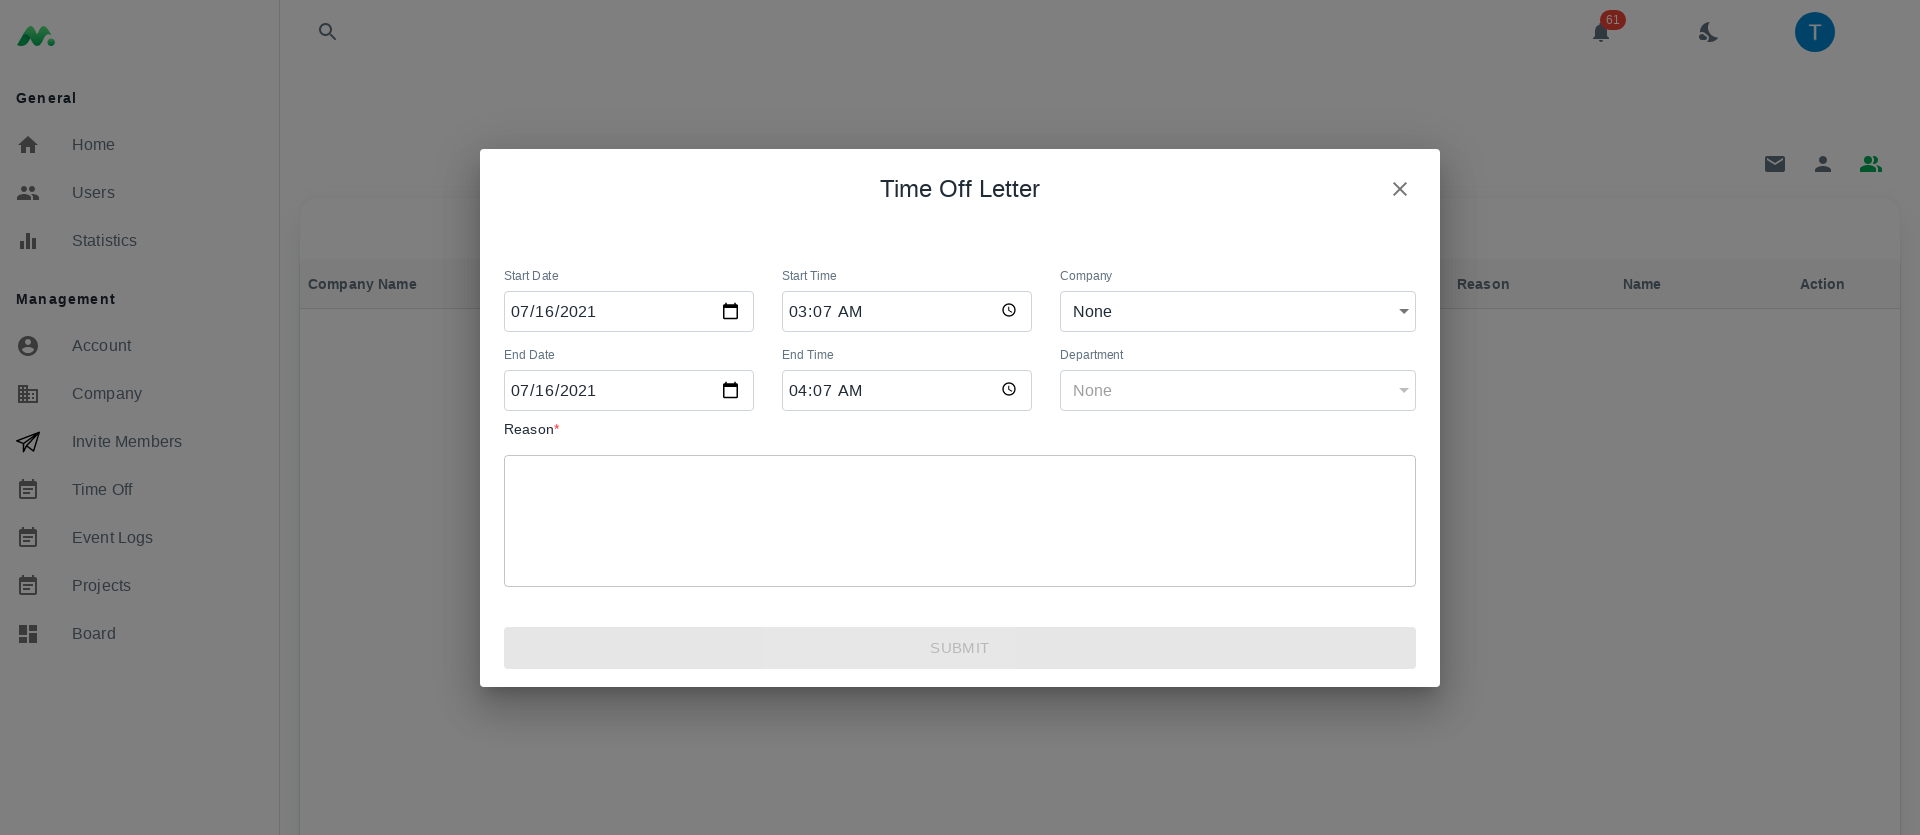 61
T
General
Home
Users
Statistics
Management
Account
Company
Invite Members
Time Off
Event Logs
Projects
Board
Company Name
Reason
Name
Action
Time Off Letter
Start Date
Start Time
Company
07/16/2021
03:07 AM
None
End Date
End Time
Department
07/16/2021
04:07 AM
None
Reason*
SUBMIT